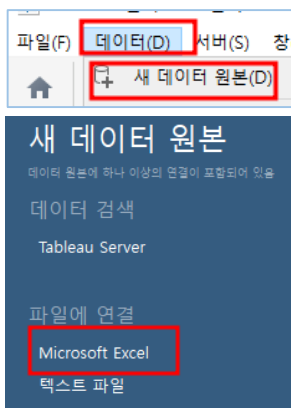 파일(F) 데이터(D) 서버(S) 창
새 데이터 원본(D)
새 데이터 원본
데이터 원본에 하나 이상의 연결이 포함되어 있음
데이터 검색
Tableau Server
파일에 연결
Microsoft Excel
텍스트 파일